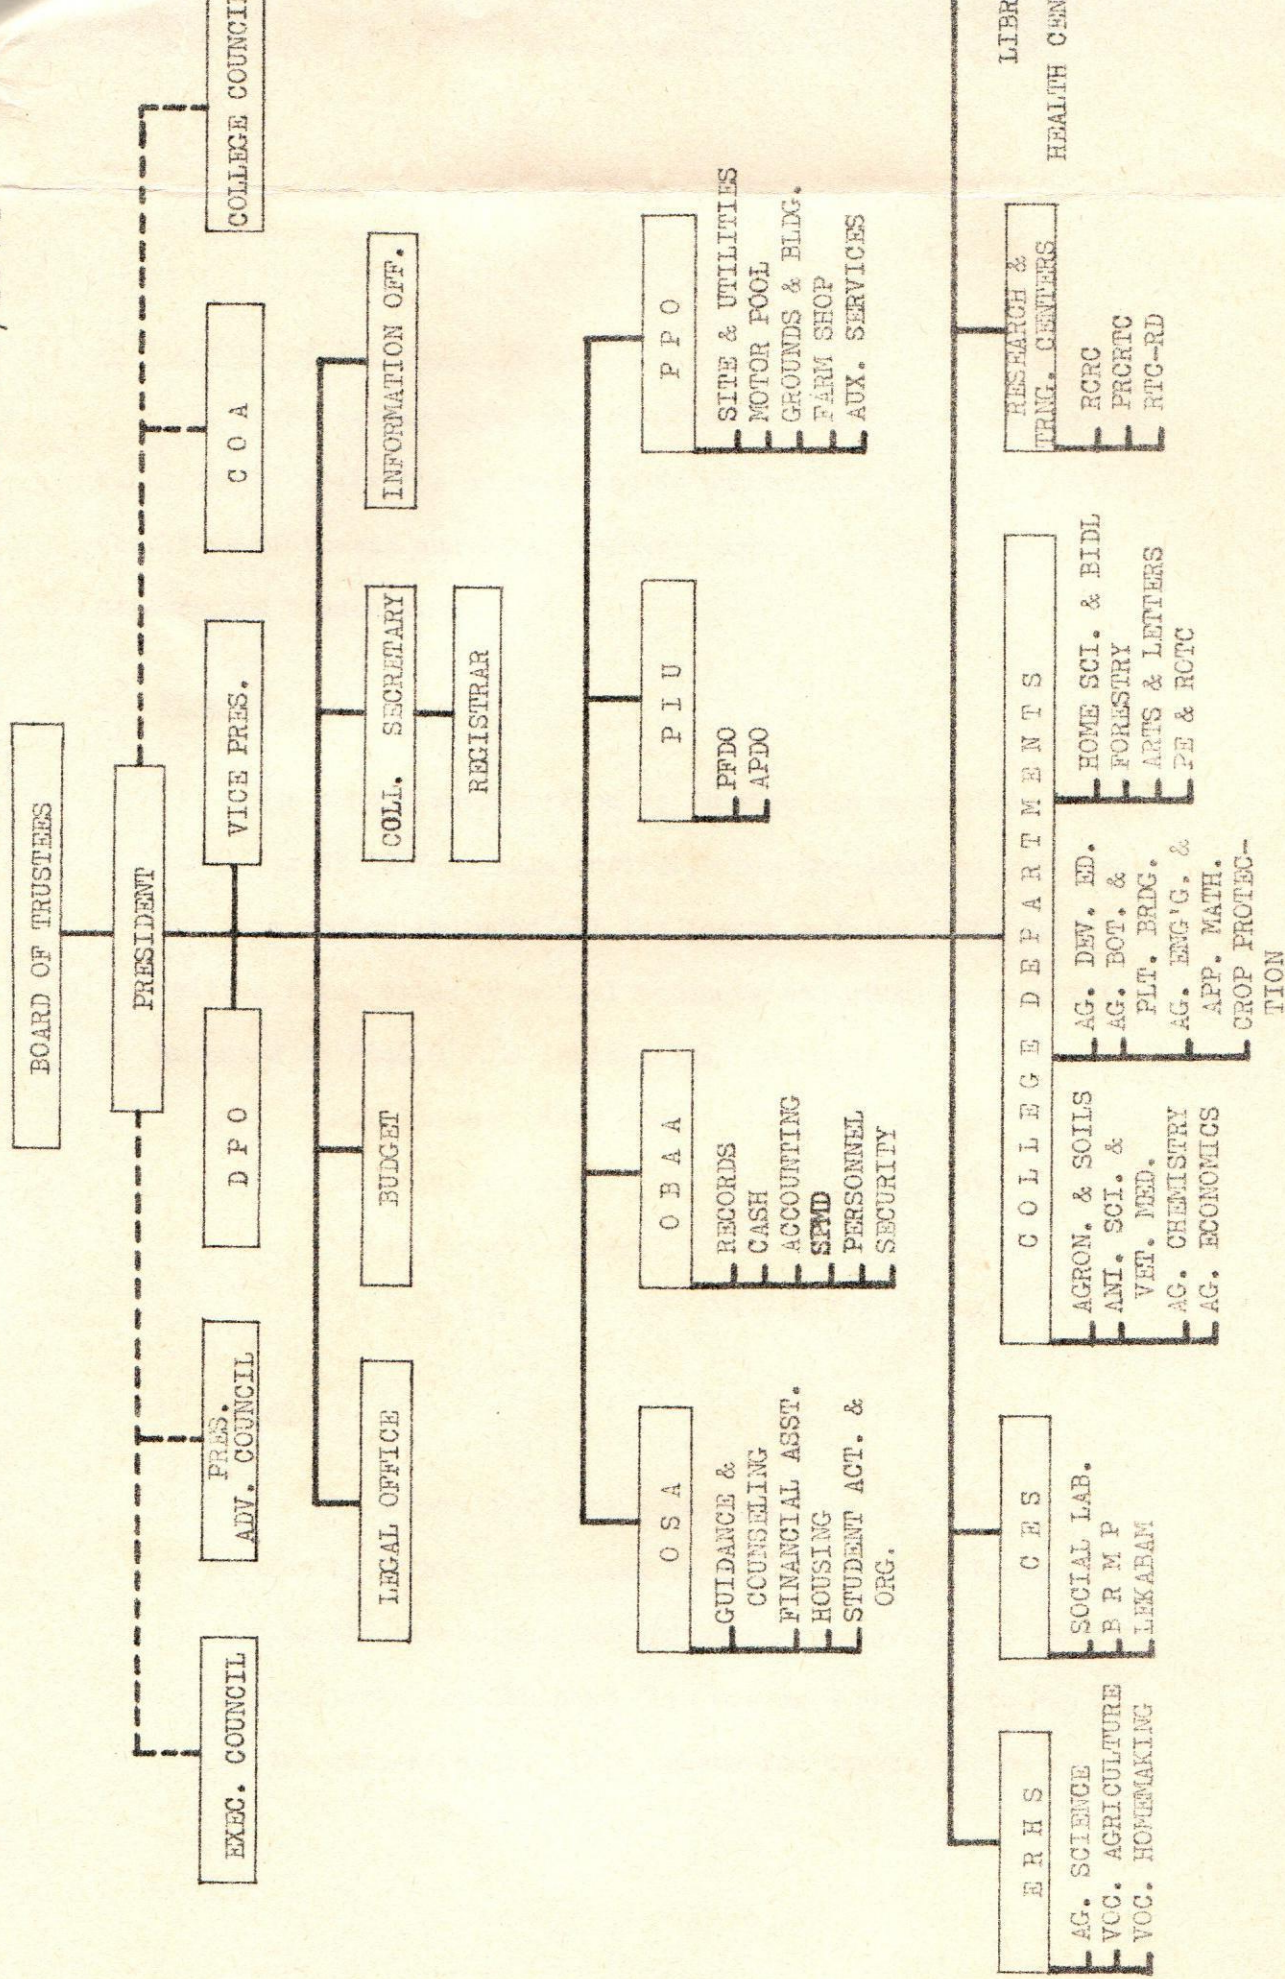 BOARD OF TRUSTEES
PRESIDENT
EXEC. COUNCIL
PRES.
ADV. COUNCIL
D P O
VICE PRES.
C O A
COLLEGE COUNCIL
LEGAL OFFICE
BUDGET
COLL. SECRETARY
INFORMATION OFF.
REGISTRAR
O S A
GUIDANCE &
COUNSELING
FINANCIAL ASST.
HOUSING
STUDENT ACT. &
ORG.
O B A A
RECORDS
CASH
ACCOUNTING
SPMD
PERSONNEL
SECURITY
P I U
PFDO
APDO
P P O
SITE & UTILITIES
MOTOR POOL
GROUNDS & BLDG.
FARM SHOP
AUX. SERVICES
E R H S
AG. SCIENCE
VOC. AGRICULTURE
VOC. HOMEMAKING
C E S
SOCIAL LAB.
B R M P
LEKABAM
C O L L E G E D E P A R T M E N T S
AGRON. & SOILS
ANI. SCI. &
VET. MED.
AG. CHEMISTRY
AG. ECONOMICS
AG. DEV. ED.
AG. BOT. &
PLT. BRDG.
AG. ENG'G. &
APP. MATH.
CROP PROTEC-
TION
HOME SCI. & BIDL
FORESTRY
ARTS & LETTERS
PE & ROTC
RESEARCH &
TRNG. CENTERS
RCRC
PRCRTC
RTC-RD
LIBR
HEALTH CEN